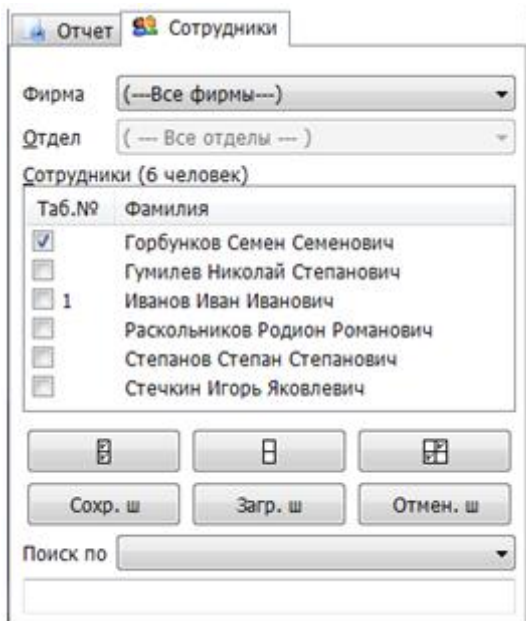 Отчет Сотрудники
Фирма (---Все фирмы---)
Отдел ( --- Все отделы --- )
Сотрудники (6 человек)
Таб.№ Фамилия
Горбунков Семен Семенович
Гумилев Николай Степанович
1 Иванов Иван Иванович
Раскольников Родион Романович
Степанов Степан Степанович
Стечкин Игорь Яковлевич
Сохр. ш Загр. ш Отмен. ш
Поиск по